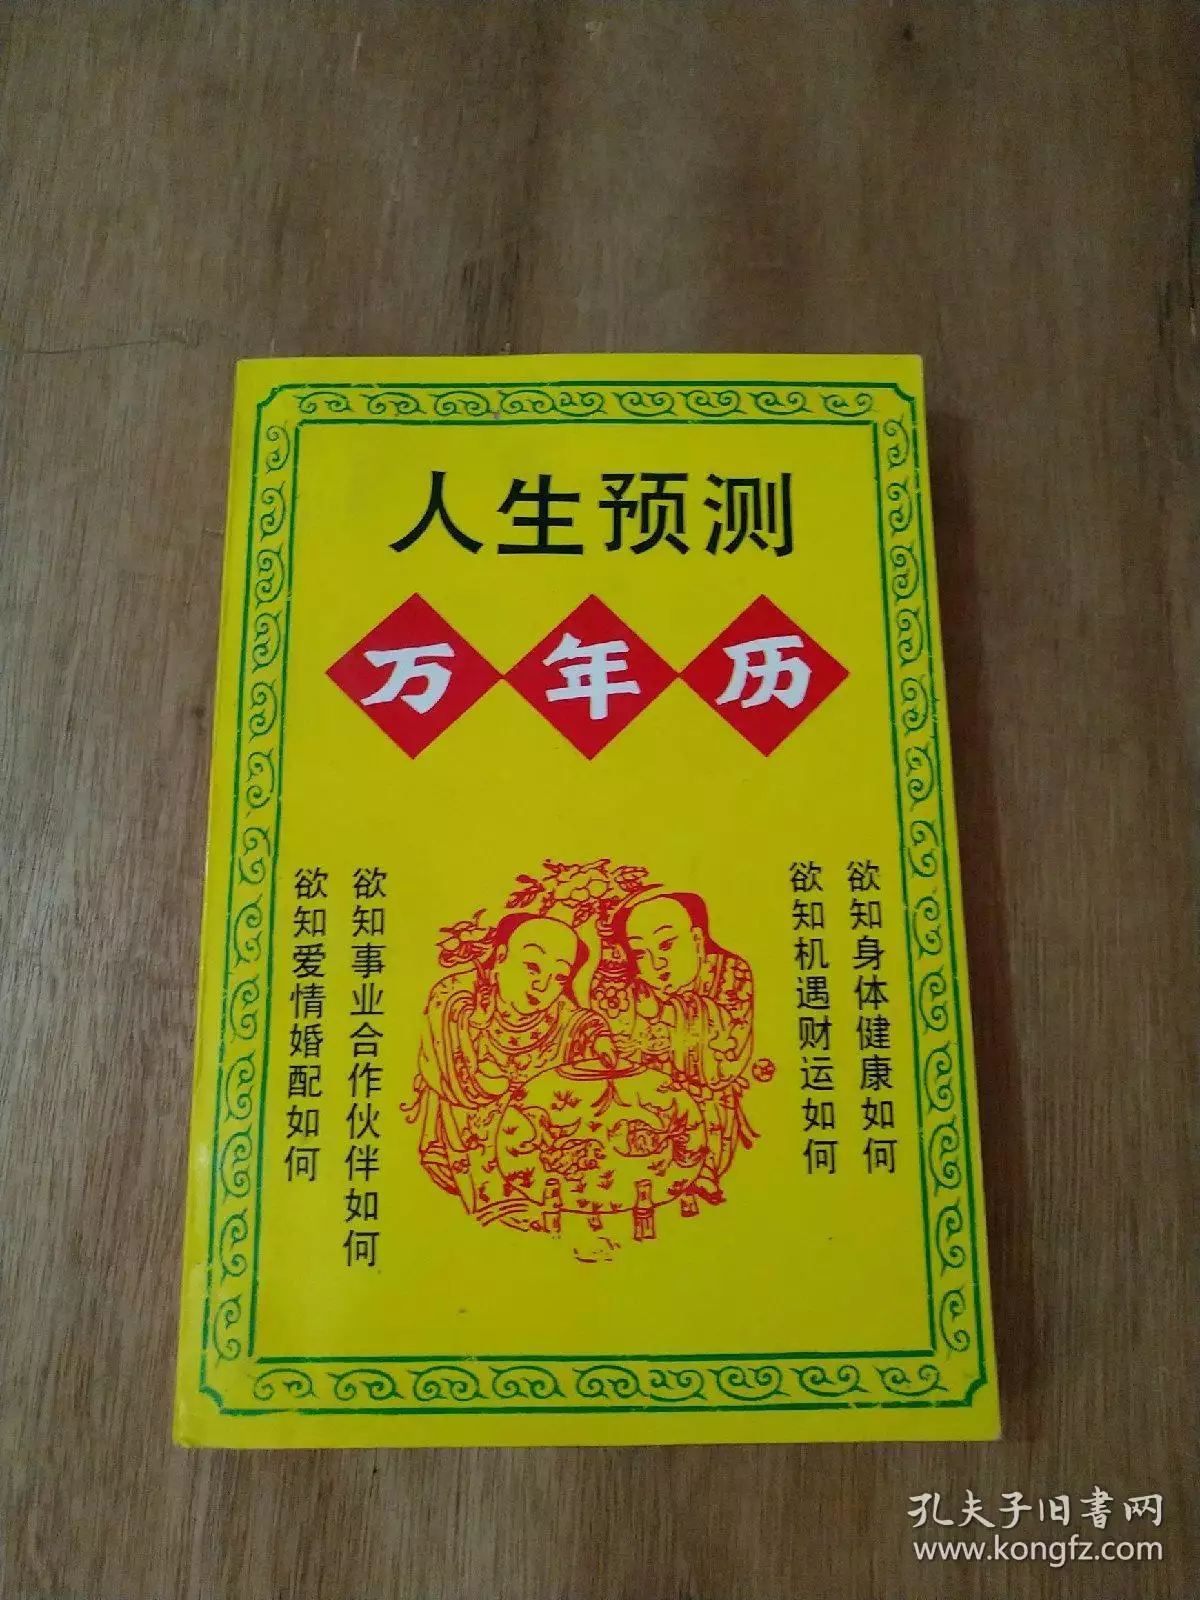 人生预测
万年历
欲知身体健康如何
欲知机遇财运如何
欲知事业合作伙伴如何
欲知爱情婚配如何
孔夫子旧书网
www.kongfz.com